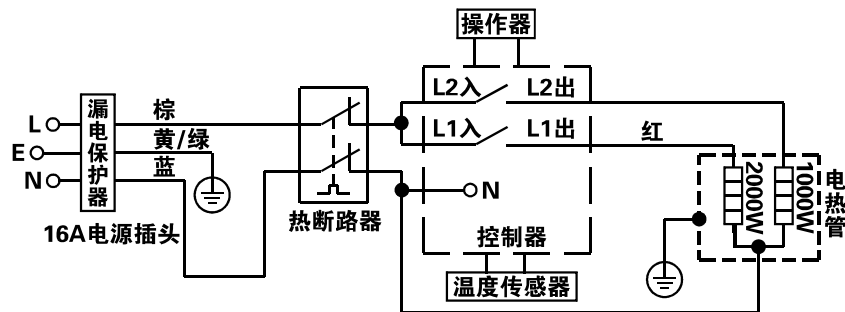 操作器
L2入 L2出
L1入 L1出
红
L
E
N
漏电保护器
棕
黄/绿
蓝
16A电源插头
热断路器
N
控制器
温度传感器
2000W
1000W
电热管